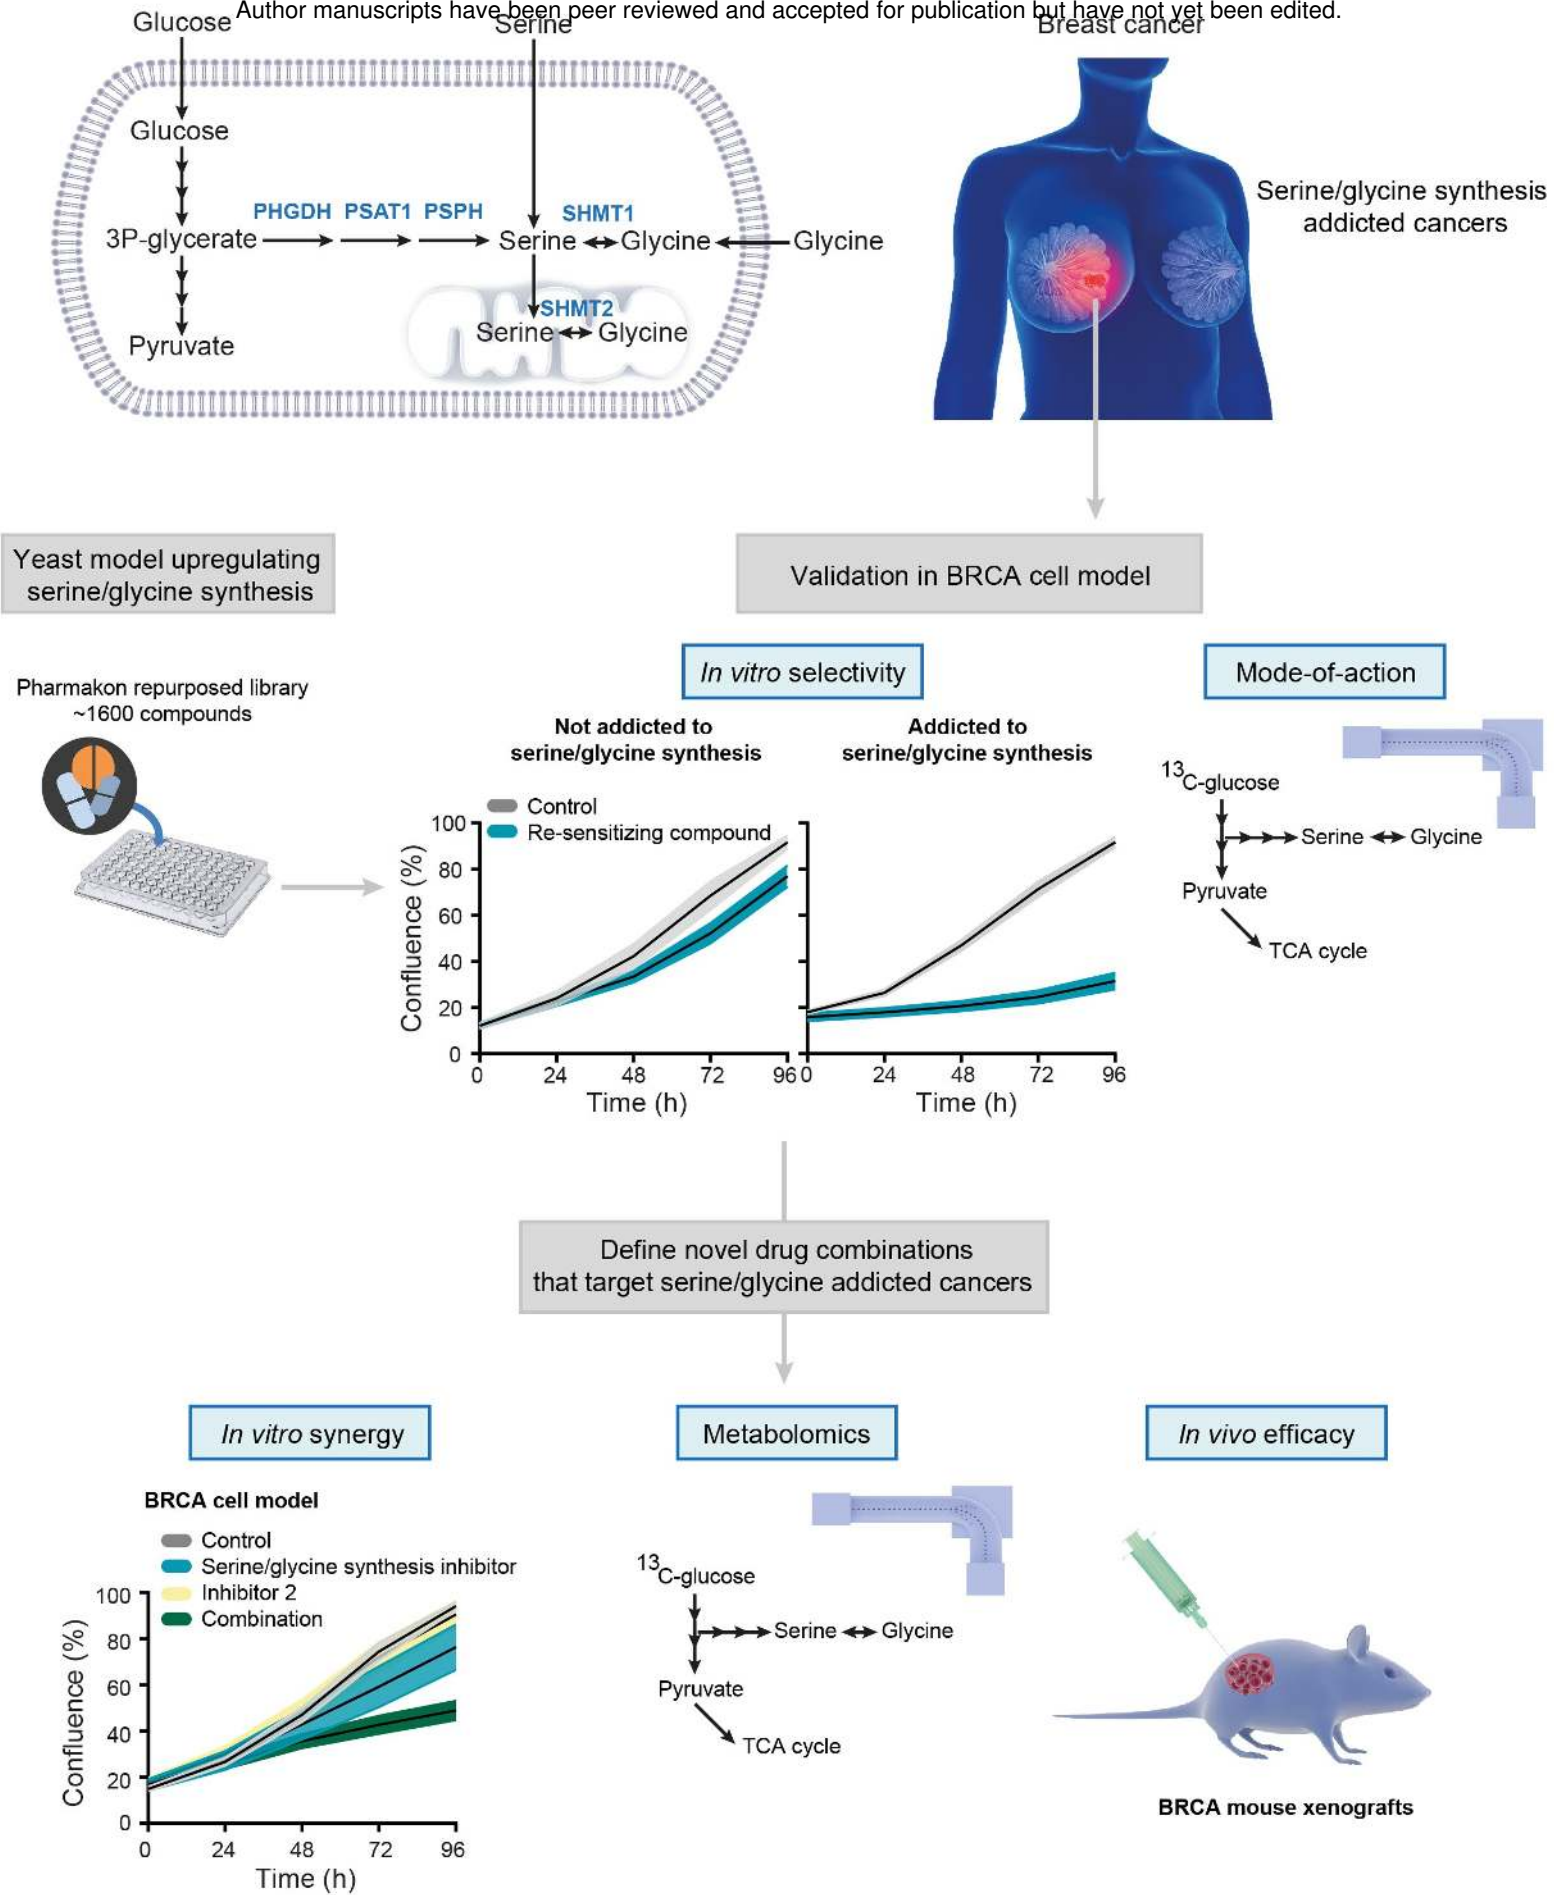 Author manuscripts have been peer reviewed and accepted for publication but have not yet been edited.
Glucose
Serine
Breast cancer
Glucose
PHGDH PSAT1 PSPH
SHMT1
3P-glycerate
Serine
Glycine
Glycine
SHMT2
Serine
Glycine
Pyruvate
Serine/glycine synthesis
addicted cancers
Yeast model upregulating
serine/glycine synthesis
Validation in BRCA cell model
Pharmakon repurposed library
~1600 compounds
In vitro selectivity
Mode-of-action
Not addicted to
serine/glycine synthesis
Addicted to
serine/glycine synthesis
Control
Re-sensitizing compound
Confluence (%)
100
80
60
40
20
0
0 24 48 72 96
Time (h)
0 24 48 72 96
Time (h)
13C-glucose
Serine
Glycine
Pyruvate
TCA cycle
Define novel drug combinations
that target serine/glycine addicted cancers
In vitro synergy
Metabolomics
In vivo efficacy
BRCA cell model
Control
Serine/glycine synthesis inhibitor
Inhibitor 2
Combination
Confluence (%)
100
80
60
40
20
0
0 24 48 72 96
Time (h)
13C-glucose
Serine
Glycine
Pyruvate
TCA cycle
BRCA mouse xenografts